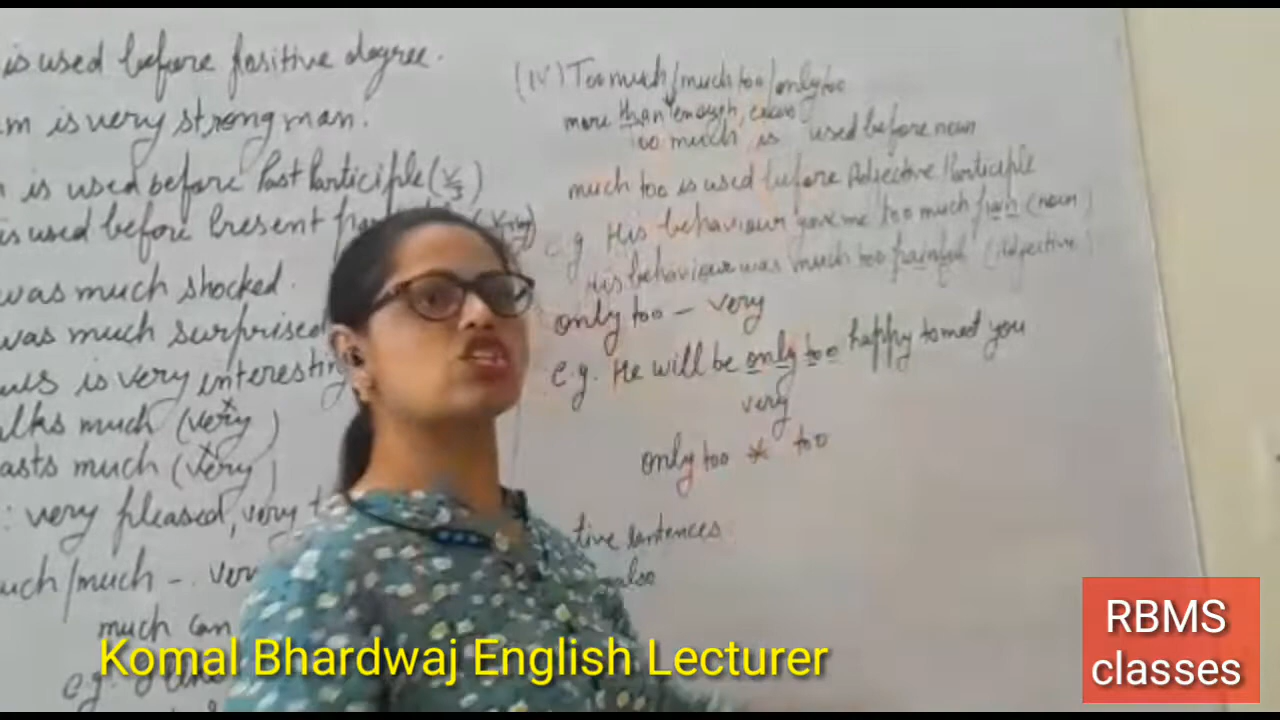 is used before positive degree.
m is very strong man.
is used before Past Participle (V3)
is used before Present
was much shocked.
was much surprised
is very interesting
lks much (very)
asts much (very)
: very pleased, very t
uch/much - ver
much can
e.g.
(IV) Too much/much too/only too
more than enough,
too much is used before noun
much too is used before Adjective Participle
e.g His behaviour gave me too much pain (noun)
His behaviour was much too painful (Adjective)
only too - very
e.g. He will be only too happy to meet you
very
only too * too
tive sentences
also
Komal Bhardwaj English Lecturer
RBMS
classes